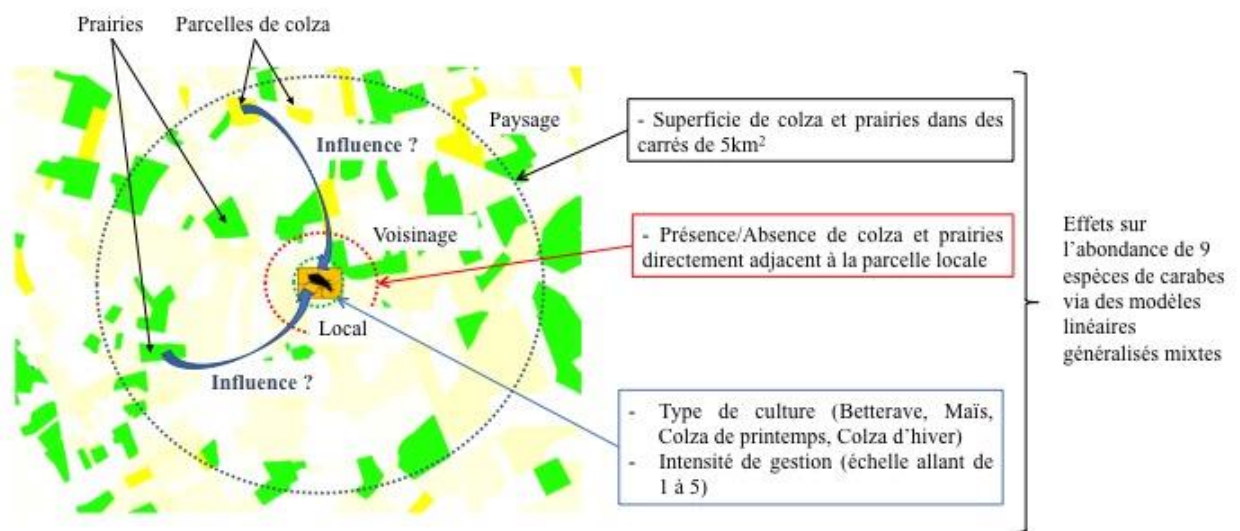 Prairies
Parcelles de colza
Paysage
Influence ?
Voisinage
Local
Influence ?
- Superficie de colza et prairies dans des
carrés de 5km²
- Présence/Absence de colza et prairies
directement adjacent à la parcelle locale
- Type de culture (Betterave, Maïs,
Colza de printemps, Colza d'hiver)
- Intensité de gestion (échelle allant de
1 à 5)
Effets sur
l'abondance de 9
espèces de carabes
via des modèles
linéaires
généralisés mixtes